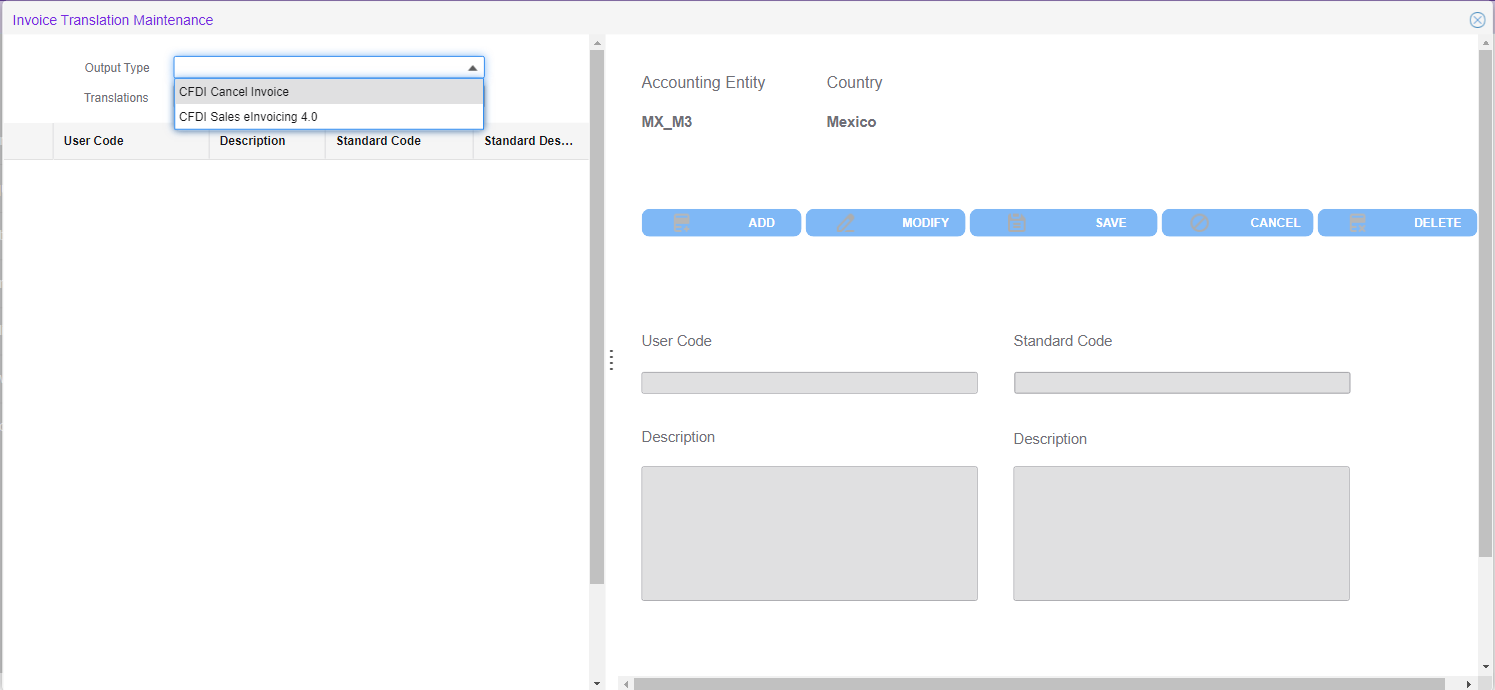 Invoice Translation Maintenance
Output Type
CFDI Cancel Invoice
Translations
CFDI Sales eInvoicing 4.0
User Code Description Standard Code Standard Des...
Accounting Entity Country
MX_M3 Mexico
ADD MODIFY SAVE CANCEL DELETE
User Code Standard Code
Description Description